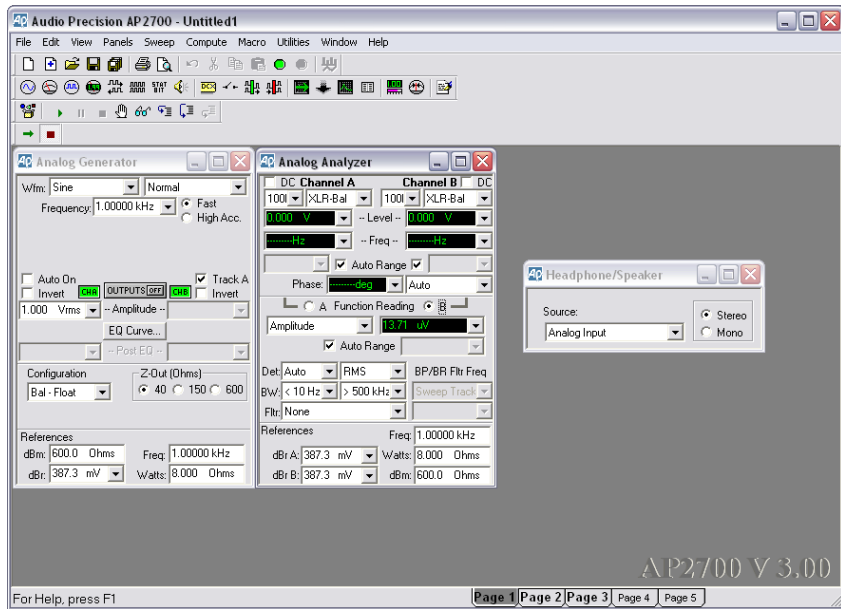 Audio Precision AP2700 - Untitled1
File Edit View Panels Sweep Compute Macro Utilities Window Help
Analog Generator
Wfm: Sine Normal
Frequency: 1.00000 kHz Fast
High Acc.
Auto On Track A
Invert CHA OUTPUTS OFF CHB Invert
1.000 Vrms -- Amplitude --
EQ Curve...
-- Post EQ --
Configuration Z-Out (Ohms)
Bal - Float 40 150 600
References
dBm: 600.0 Ohms Freq: 1.00000 kHz
dBr: 387.3 mV Watts: 8.000 Ohms
Analog Analyzer
DC Channel A Channel B DC
XLR-Bal XLR-Bal
0.000 V -- Level -- 0.000 V
--------Hz -- Freq -- --------Hz
Auto Range
Phase: --------deg Auto
A Function Reading B
Amplitude 13.71 uV
Auto Range
Det: Auto RMS BP/BR Fltr Freq
BW: < 10 Hz > 500 kHz Sweep Track
Fltr: None
References Freq: 1.00000 kHz
dBr A: 387.3 mV Watts: 8.000 Ohms
dBr B: 387.3 mV dBm: 600.0 Ohms
Headphone/Speaker
Source: Stereo
Analog Input Mono
AP2700 V 3.00
For Help, press F1 Page 1 Page 2 Page 3 Page 4 Page 5